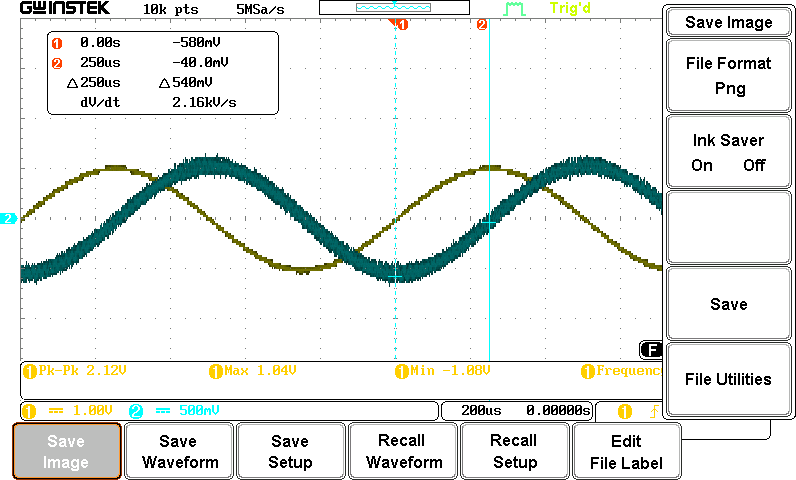 GWINSTEK 10k pts 5MSa/s Trig'd
1 2
1 0.00s -580mV
2 250us -40.0mV
△250us △540mV
dV/dt 2.16kV/s
2
Save Image
File Format
Png
Ink Saver
On Off
Save
File Utilities
F
1 Pk-Pk 2.12V 1 Max 1.04V 1 Min -1.08V 1 Frequenc
1 1.00V 2 500mV 200us 0.00000s 1
Save
Image
Save
Waveform
Save
Setup
Recall
Waveform
Recall
Setup
Edit
File Label